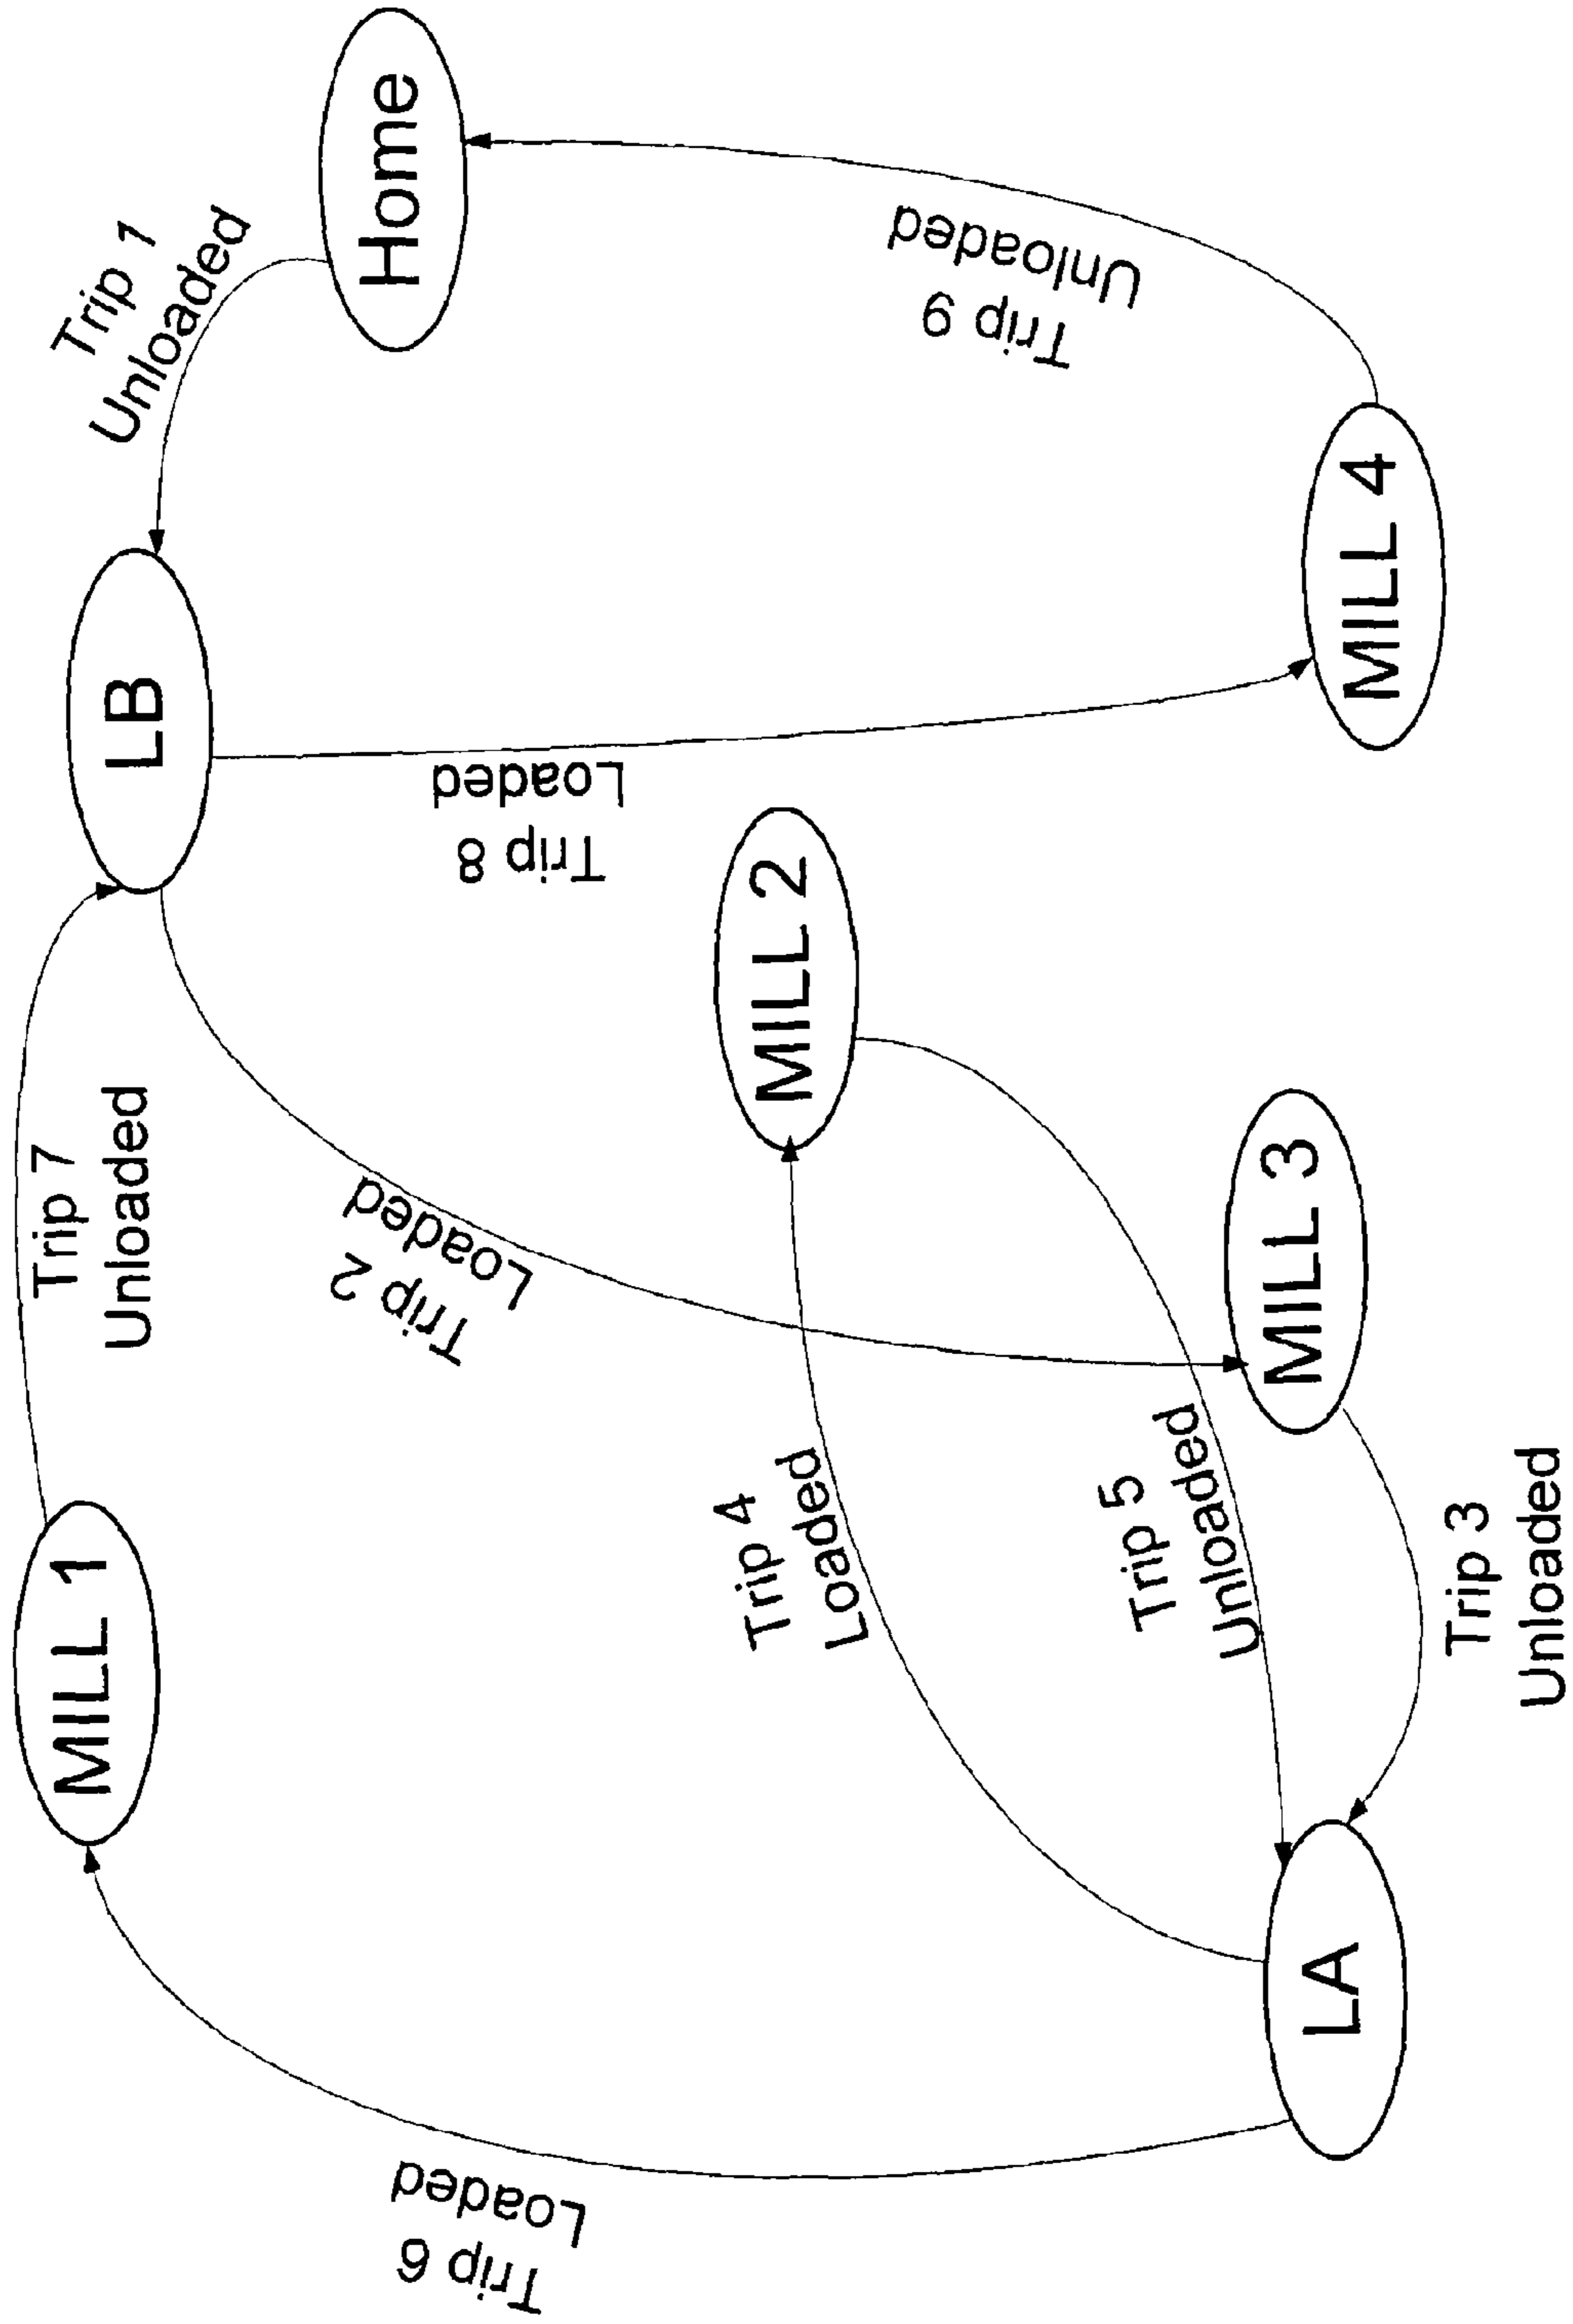 MILL 1
Trip 7
Unloaded
LB
Trip 1
Unloaded
Home
Trip 6
Loaded
Trip 2
Loaded
Trip 8
Loaded
MILL 2
Trip 4
Loaded
Trip 5
Unloaded
Trip 9
Unloaded
LA
MILL 3
MILL 4
Trip 3
Unloaded